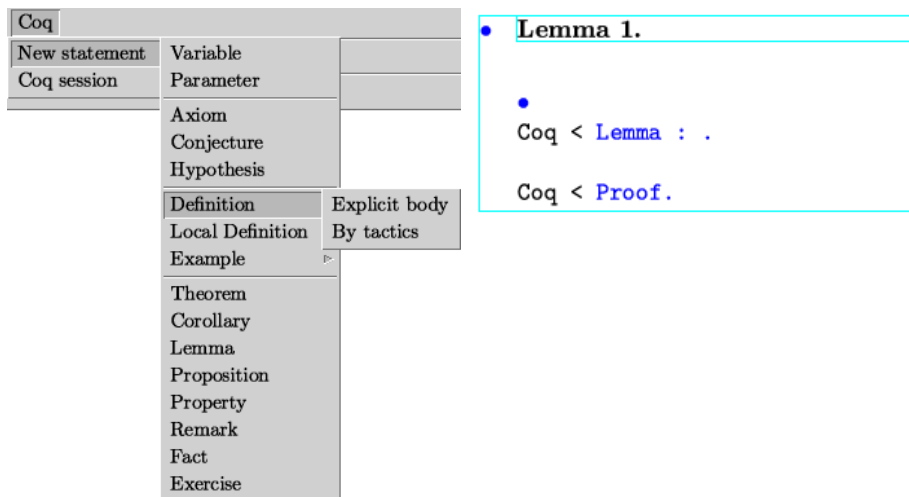 Coq
New statement
Coq session
Variable
Parameter
Axiom
Conjecture
Hypothesis
Definition
Local Definition
Example
Theorem
Corollary
Lemma
Proposition
Property
Remark
Fact
Exercise
Explicit body
By tactics
Lemma 1.
Coq < Lemma : .
Coq < Proof.